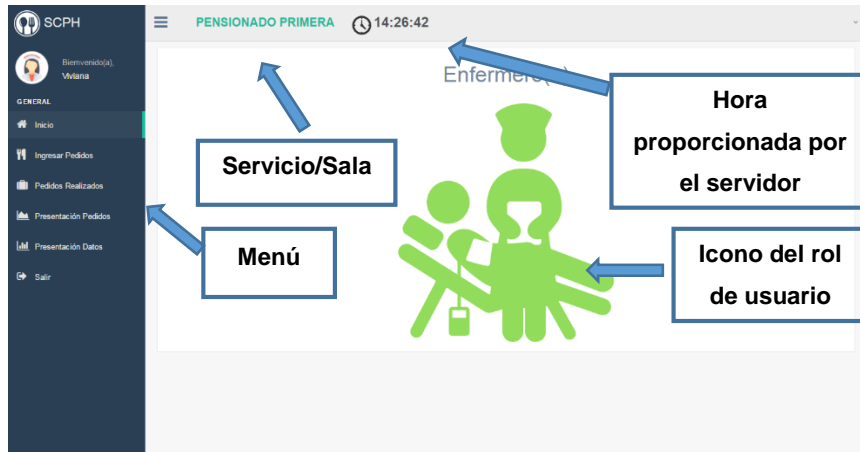 SCPH
PENSIONADO PRIMERA 14:26:42
Bienvenido(a),
Viviana
GENERAL
Inicio
Ingresar Pedidos
Pedidos Realizados
Presentación Pedidos
Presentación Datos
Salir
Servicio/Sala
Menú
Hora
proporcionada por
el servidor
Icono del rol
de usuario